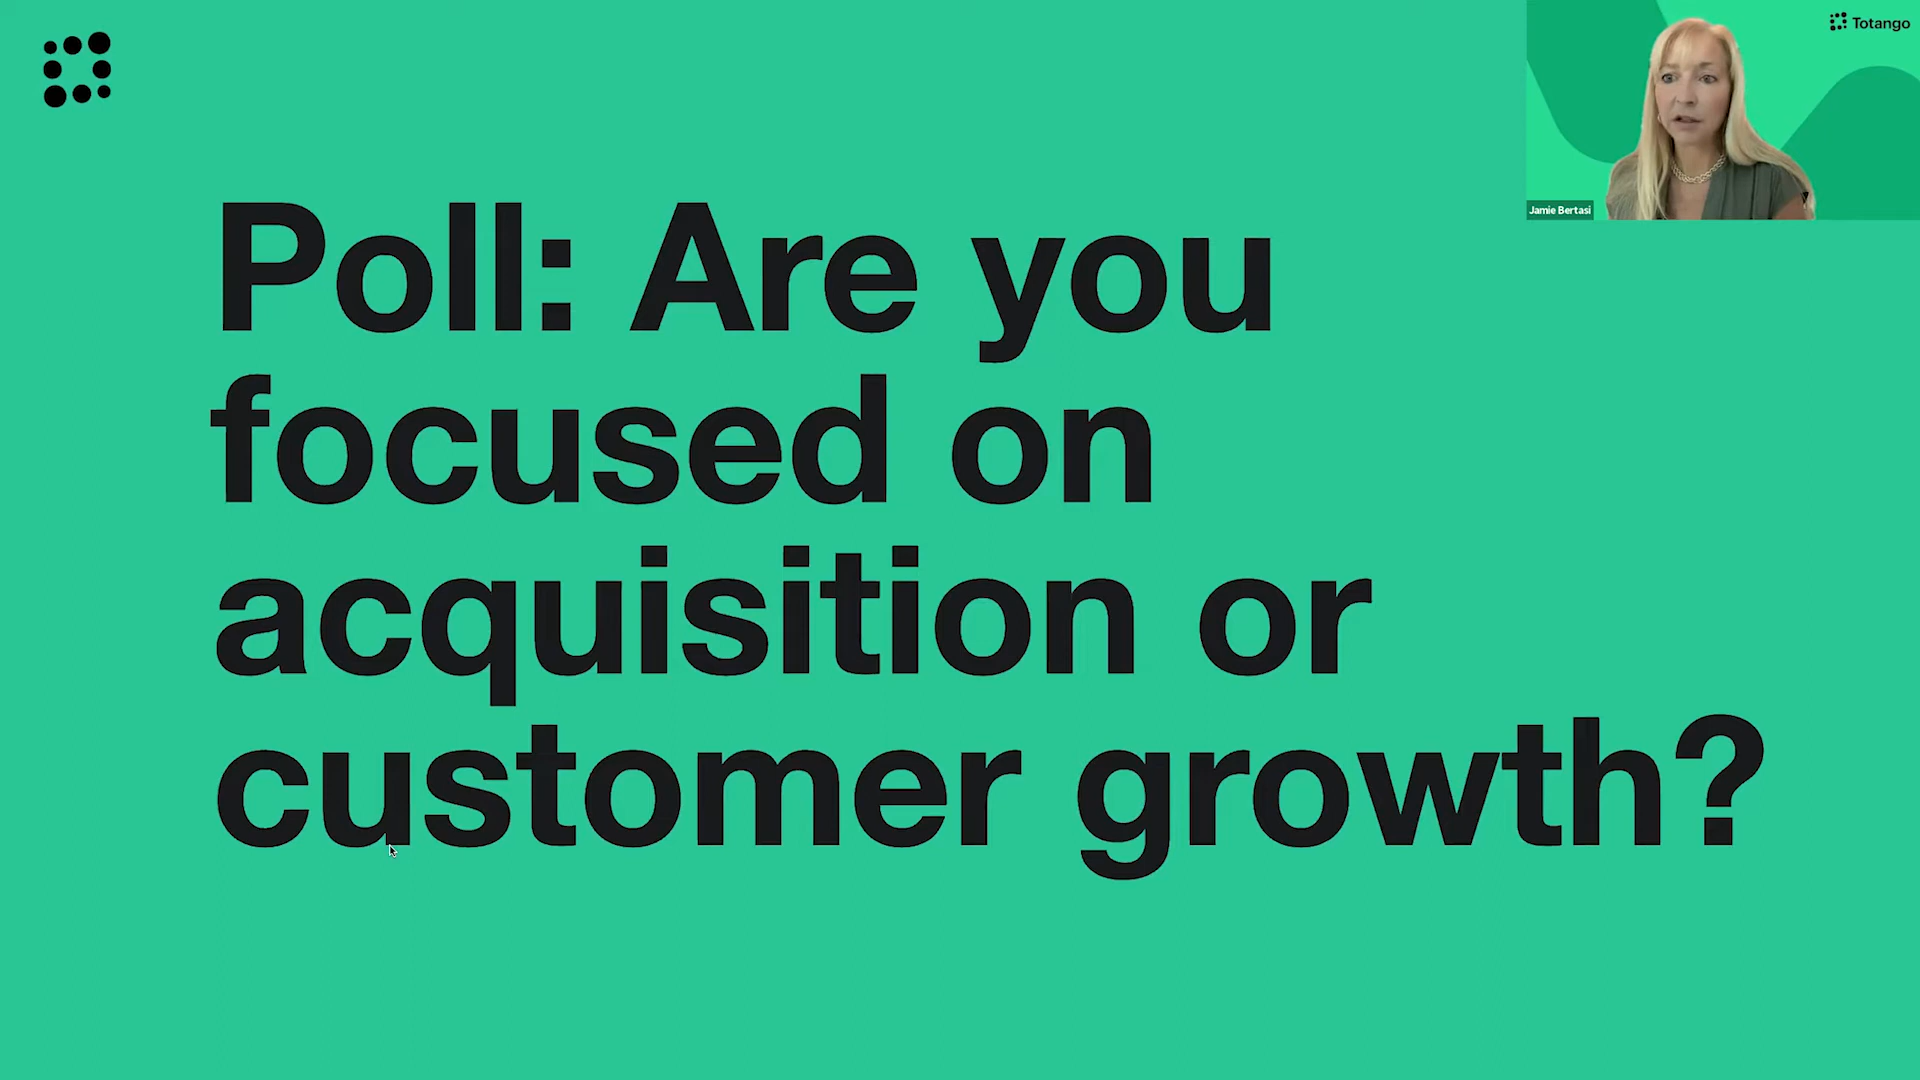 Totango
Jamie Bertasi
Poll: Are you
focused on
acquisition or
customer growth?